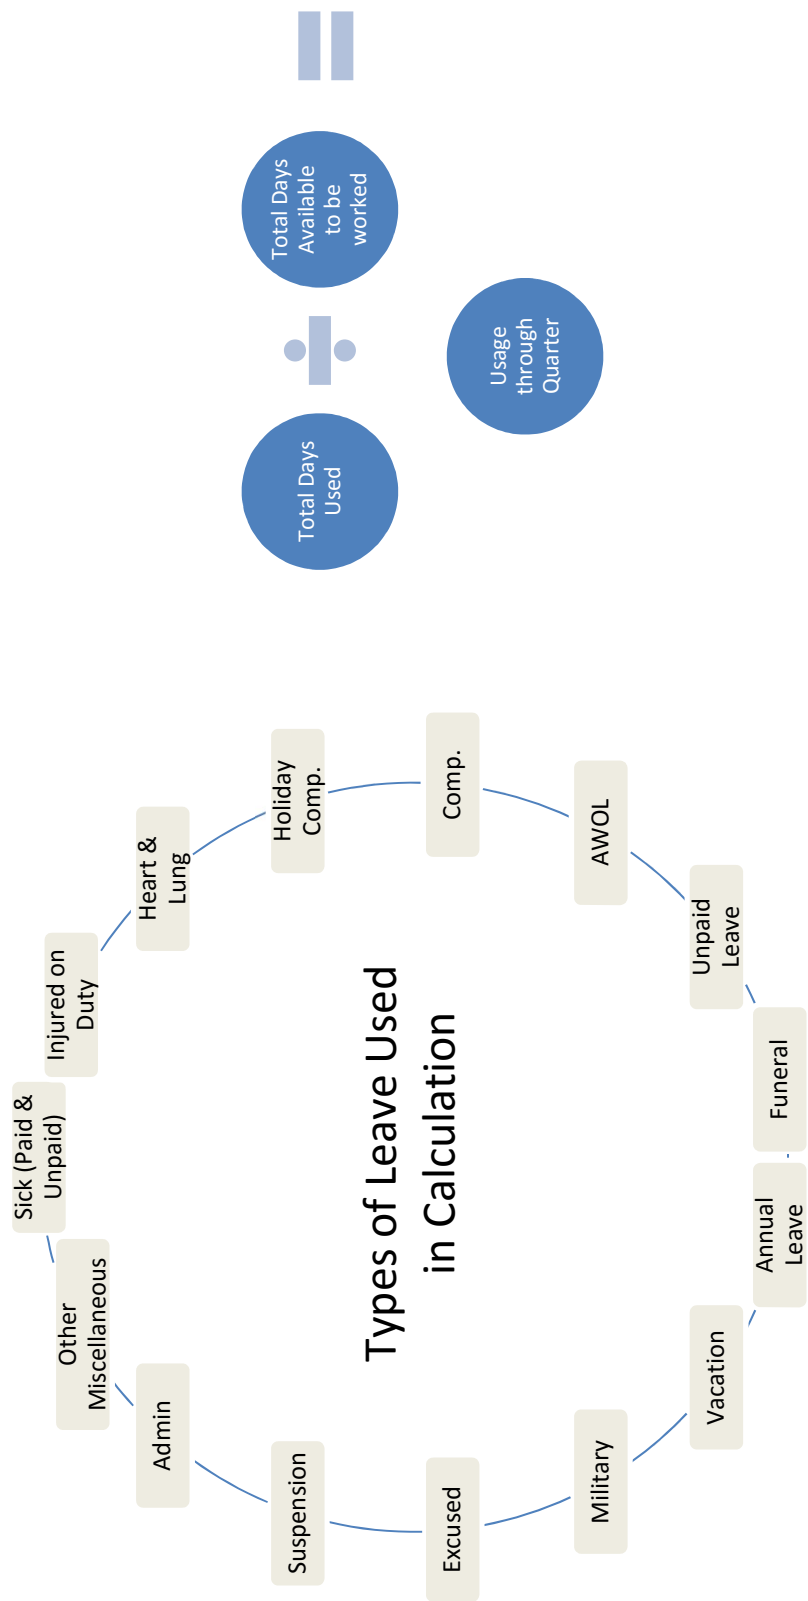 Types of Leave Used
in Calculation
Sick (Paid &
Unpaid)
Injured on
Duty
Heart &
Lung
Holiday
Comp.
Comp.
AWOL
Unpaid
Leave
Funeral
Annual
Leave
Vacation
Military
Excused
Suspension
Admin
Other
Miscellaneous
Total Days
Used
÷
Total Days
Available
to be
worked
=
Usage
through
Quarter